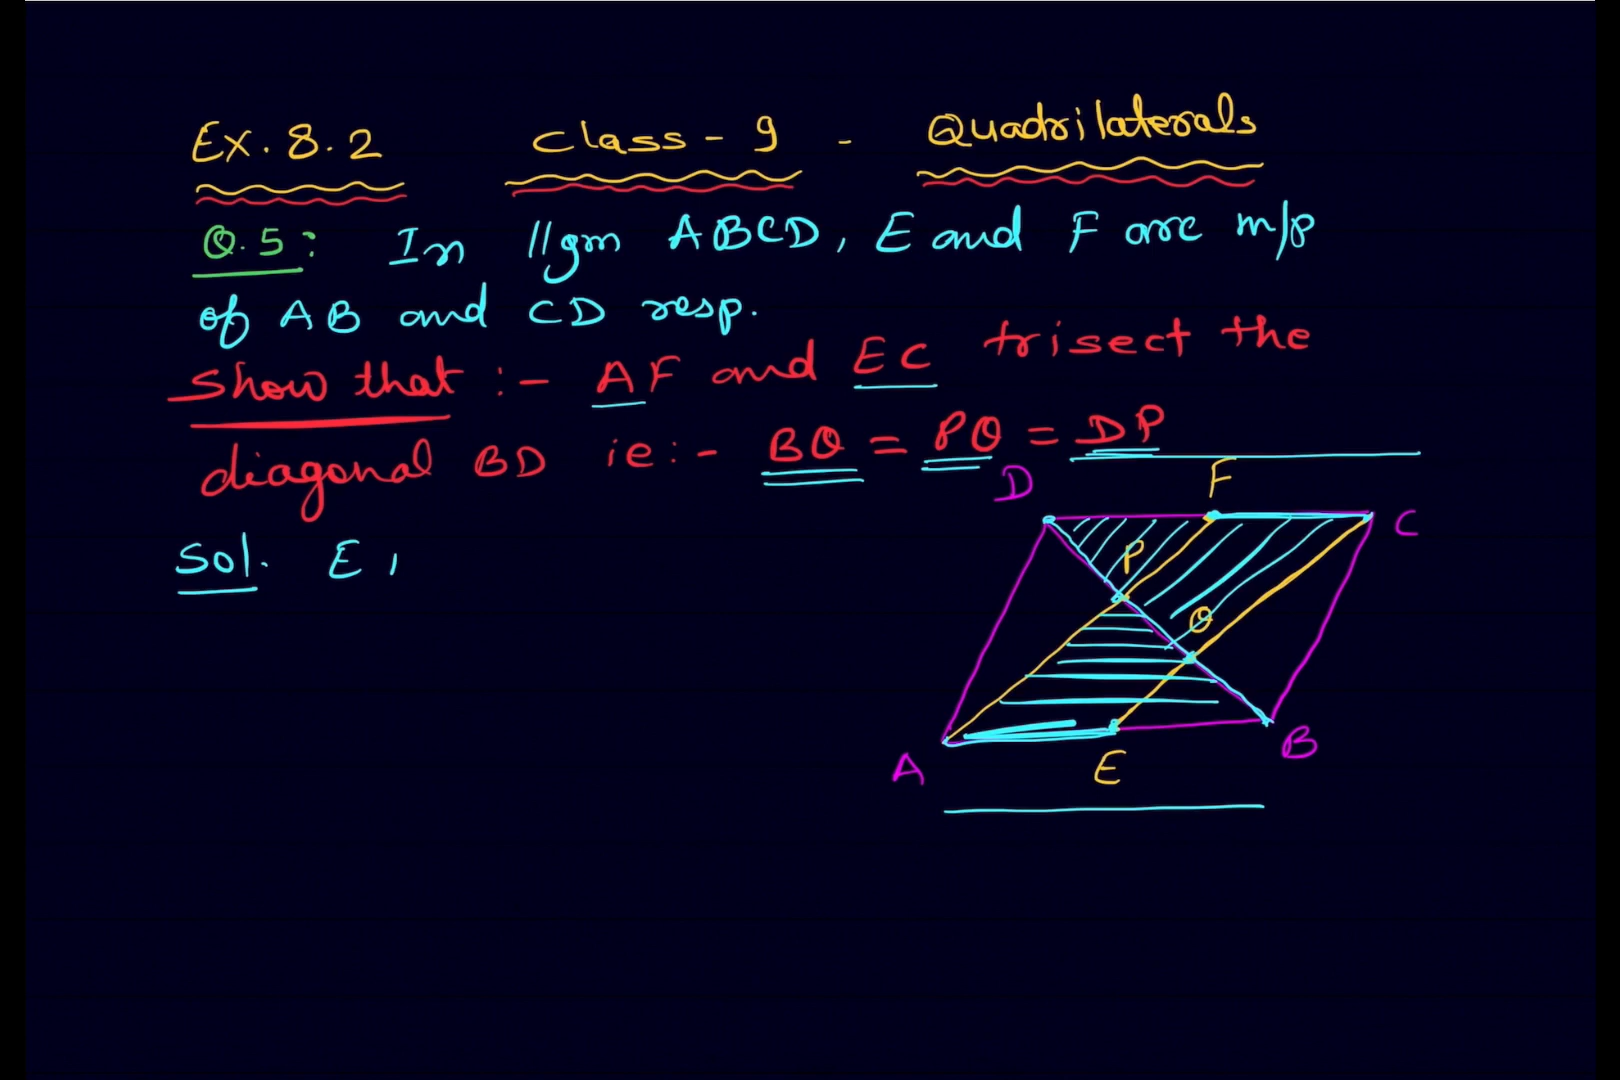 Ex. 8.2 Class - 9 - Quadrilaterals
Q.5: In ||gm ABCD, E and F are m/p
of AB and CD resp.
Show that :- AF and EC trisect the
diagonal BD ie:- BQ = PQ = DP
D F C
Sol. E,
P
Q
A E B